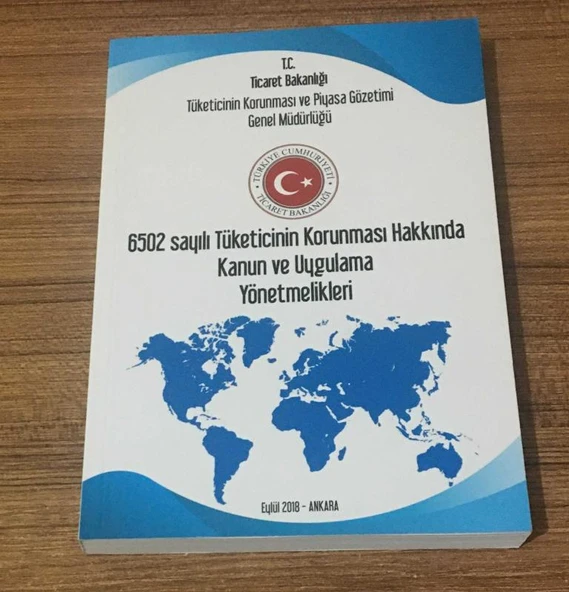 T.C.
Ticaret Bakanlığı
Tüketicinin Korunması ve Piyasa Gözetimi
Genel Müdürlüğü
TÜRKİYE CUMHURİYETİ
TİCARET BAKANLIĞI
6502 sayılı Tüketicinin Korunması Hakkında
Kanun ve Uygulama
Yönetmelikleri
Eylül 2018 - ANKARA